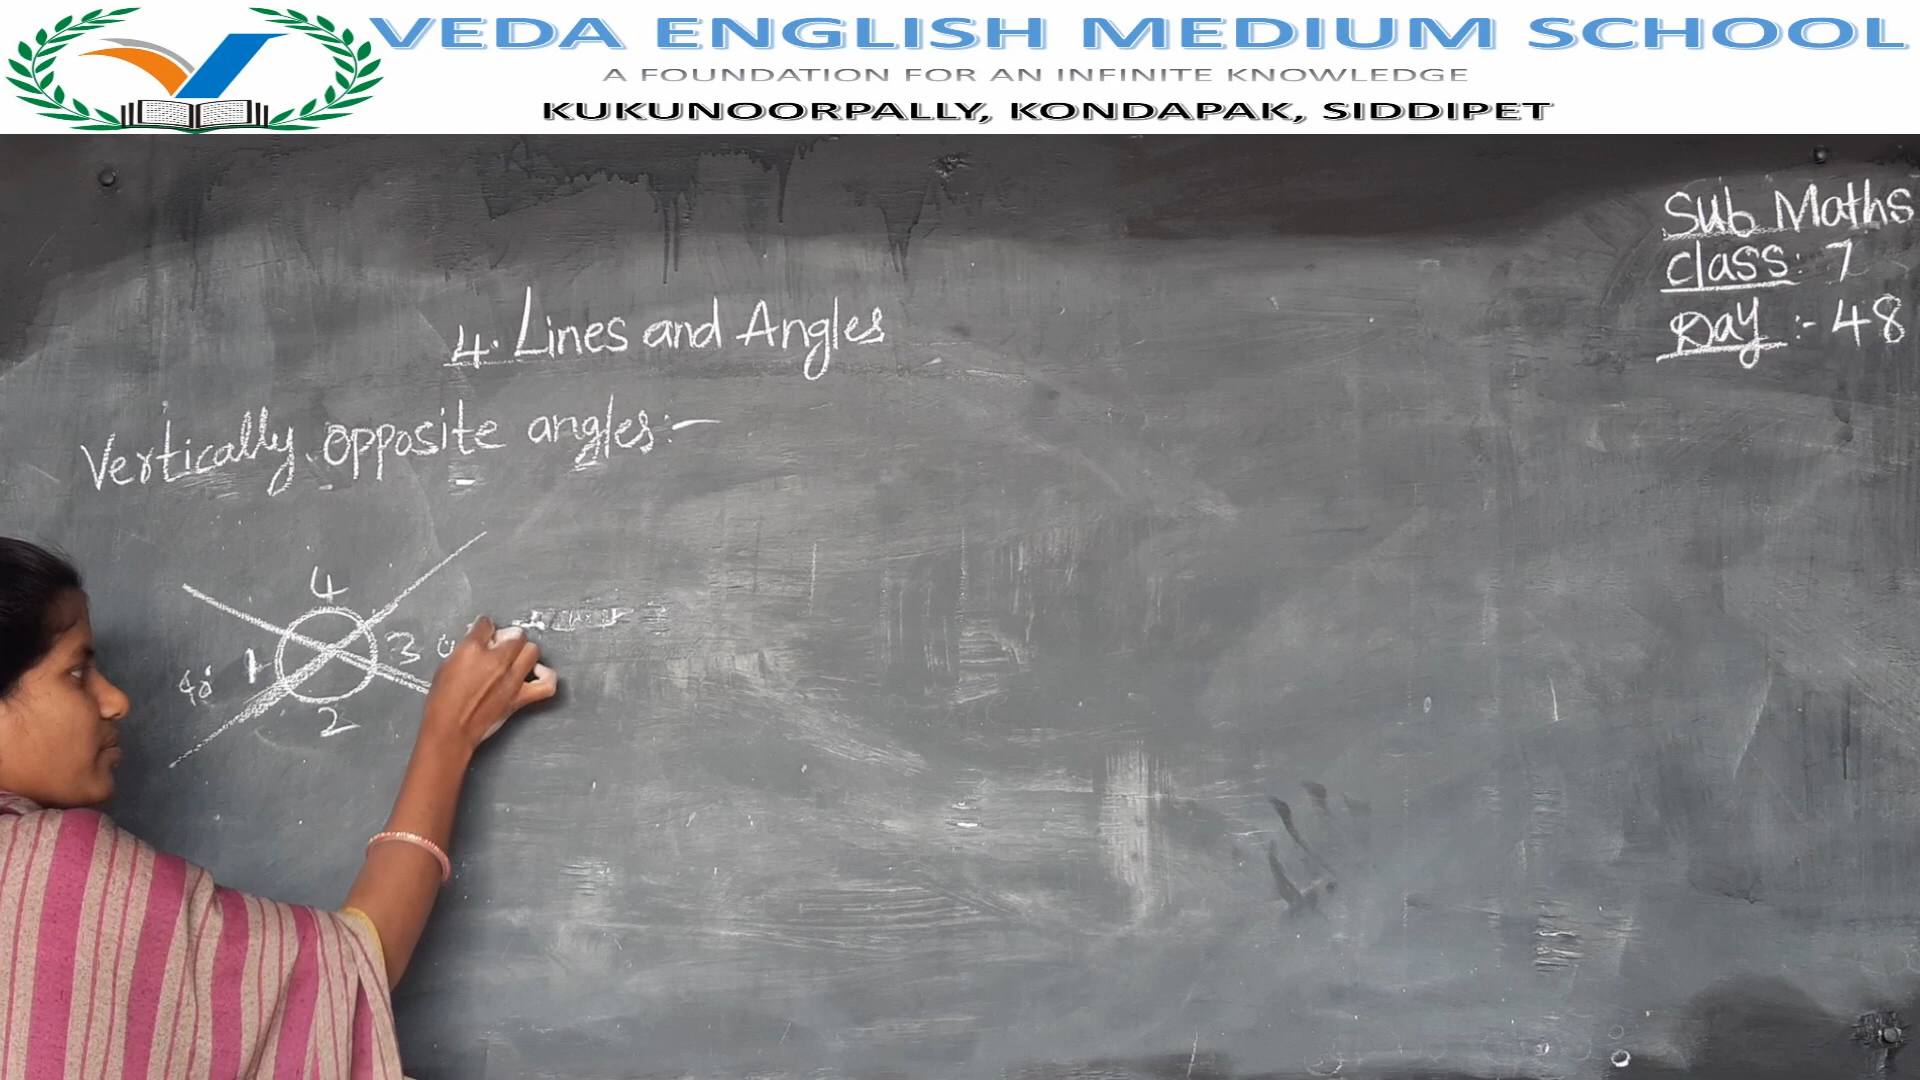 VEDA ENGLISH MEDIUM SCHOOL
A FOUNDATION FOR AN INFINITE KNOWLEDGE
KUKUNOORPALLY, KONDAPAK, SIDDIPET
Sub Maths
class: 7
Day :- 48
4. Lines and Angles
Vertically opposite angles:-
4
1 3
2